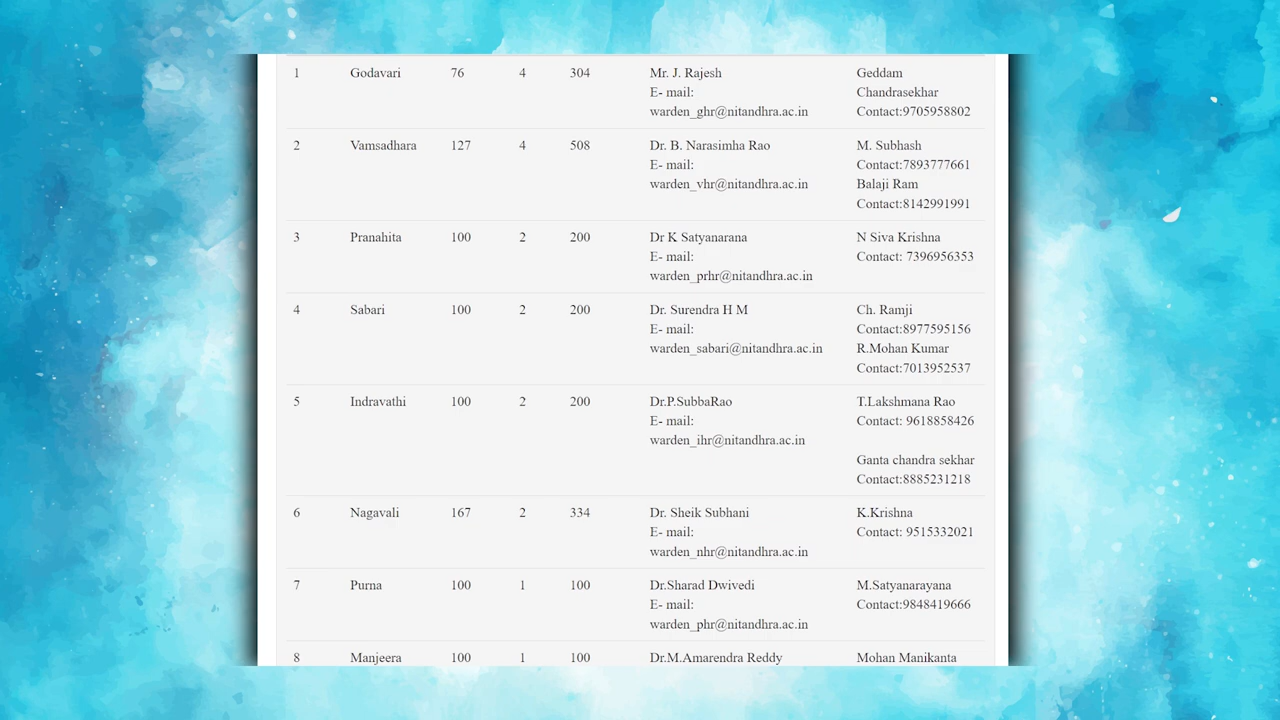 1 Godavari 76 4 304 Mr. J. Rajesh Geddam
E- mail: Chandrasekhar
warden_ghr@nitandhra.ac.in Contact:9705958802
2 Vamsadhara 127 4 508 Dr. B. Narasimha Rao M. Subhash
E- mail: Contact:7893777661
warden_vhr@nitandhra.ac.in Balaji Ram
Contact:8142991991
3 Pranahita 100 2 200 Dr K Satyanarana N Siva Krishna
E- mail: Contact: 7396956353
warden_prhr@nitandhra.ac.in
4 Sabari 100 2 200 Dr. Surendra H M Ch. Ramji
E- mail: Contact:8977595156
warden_sabari@nitandhra.ac.in R.Mohan Kumar
Contact:7013952537
5 Indravathi 100 2 200 Dr.P.SubbaRao T.Lakshmana Rao
E- mail: Contact: 9618858426
warden_ihr@nitandhra.ac.in
Ganta chandra sekhar
Contact:8885231218
6 Nagavali 167 2 334 Dr. Sheik Subhani K.Krishna
E- mail: Contact: 9515332021
warden_nhr@nitandhra.ac.in
7 Purna 100 1 100 Dr.Sharad Dwivedi M.Satyanarayana
E- mail: Contact:9848419666
warden_phr@nitandhra.ac.in
8 Manjeera 100 1 100 Dr.M.Amarendra Reddy Mohan Manikanta